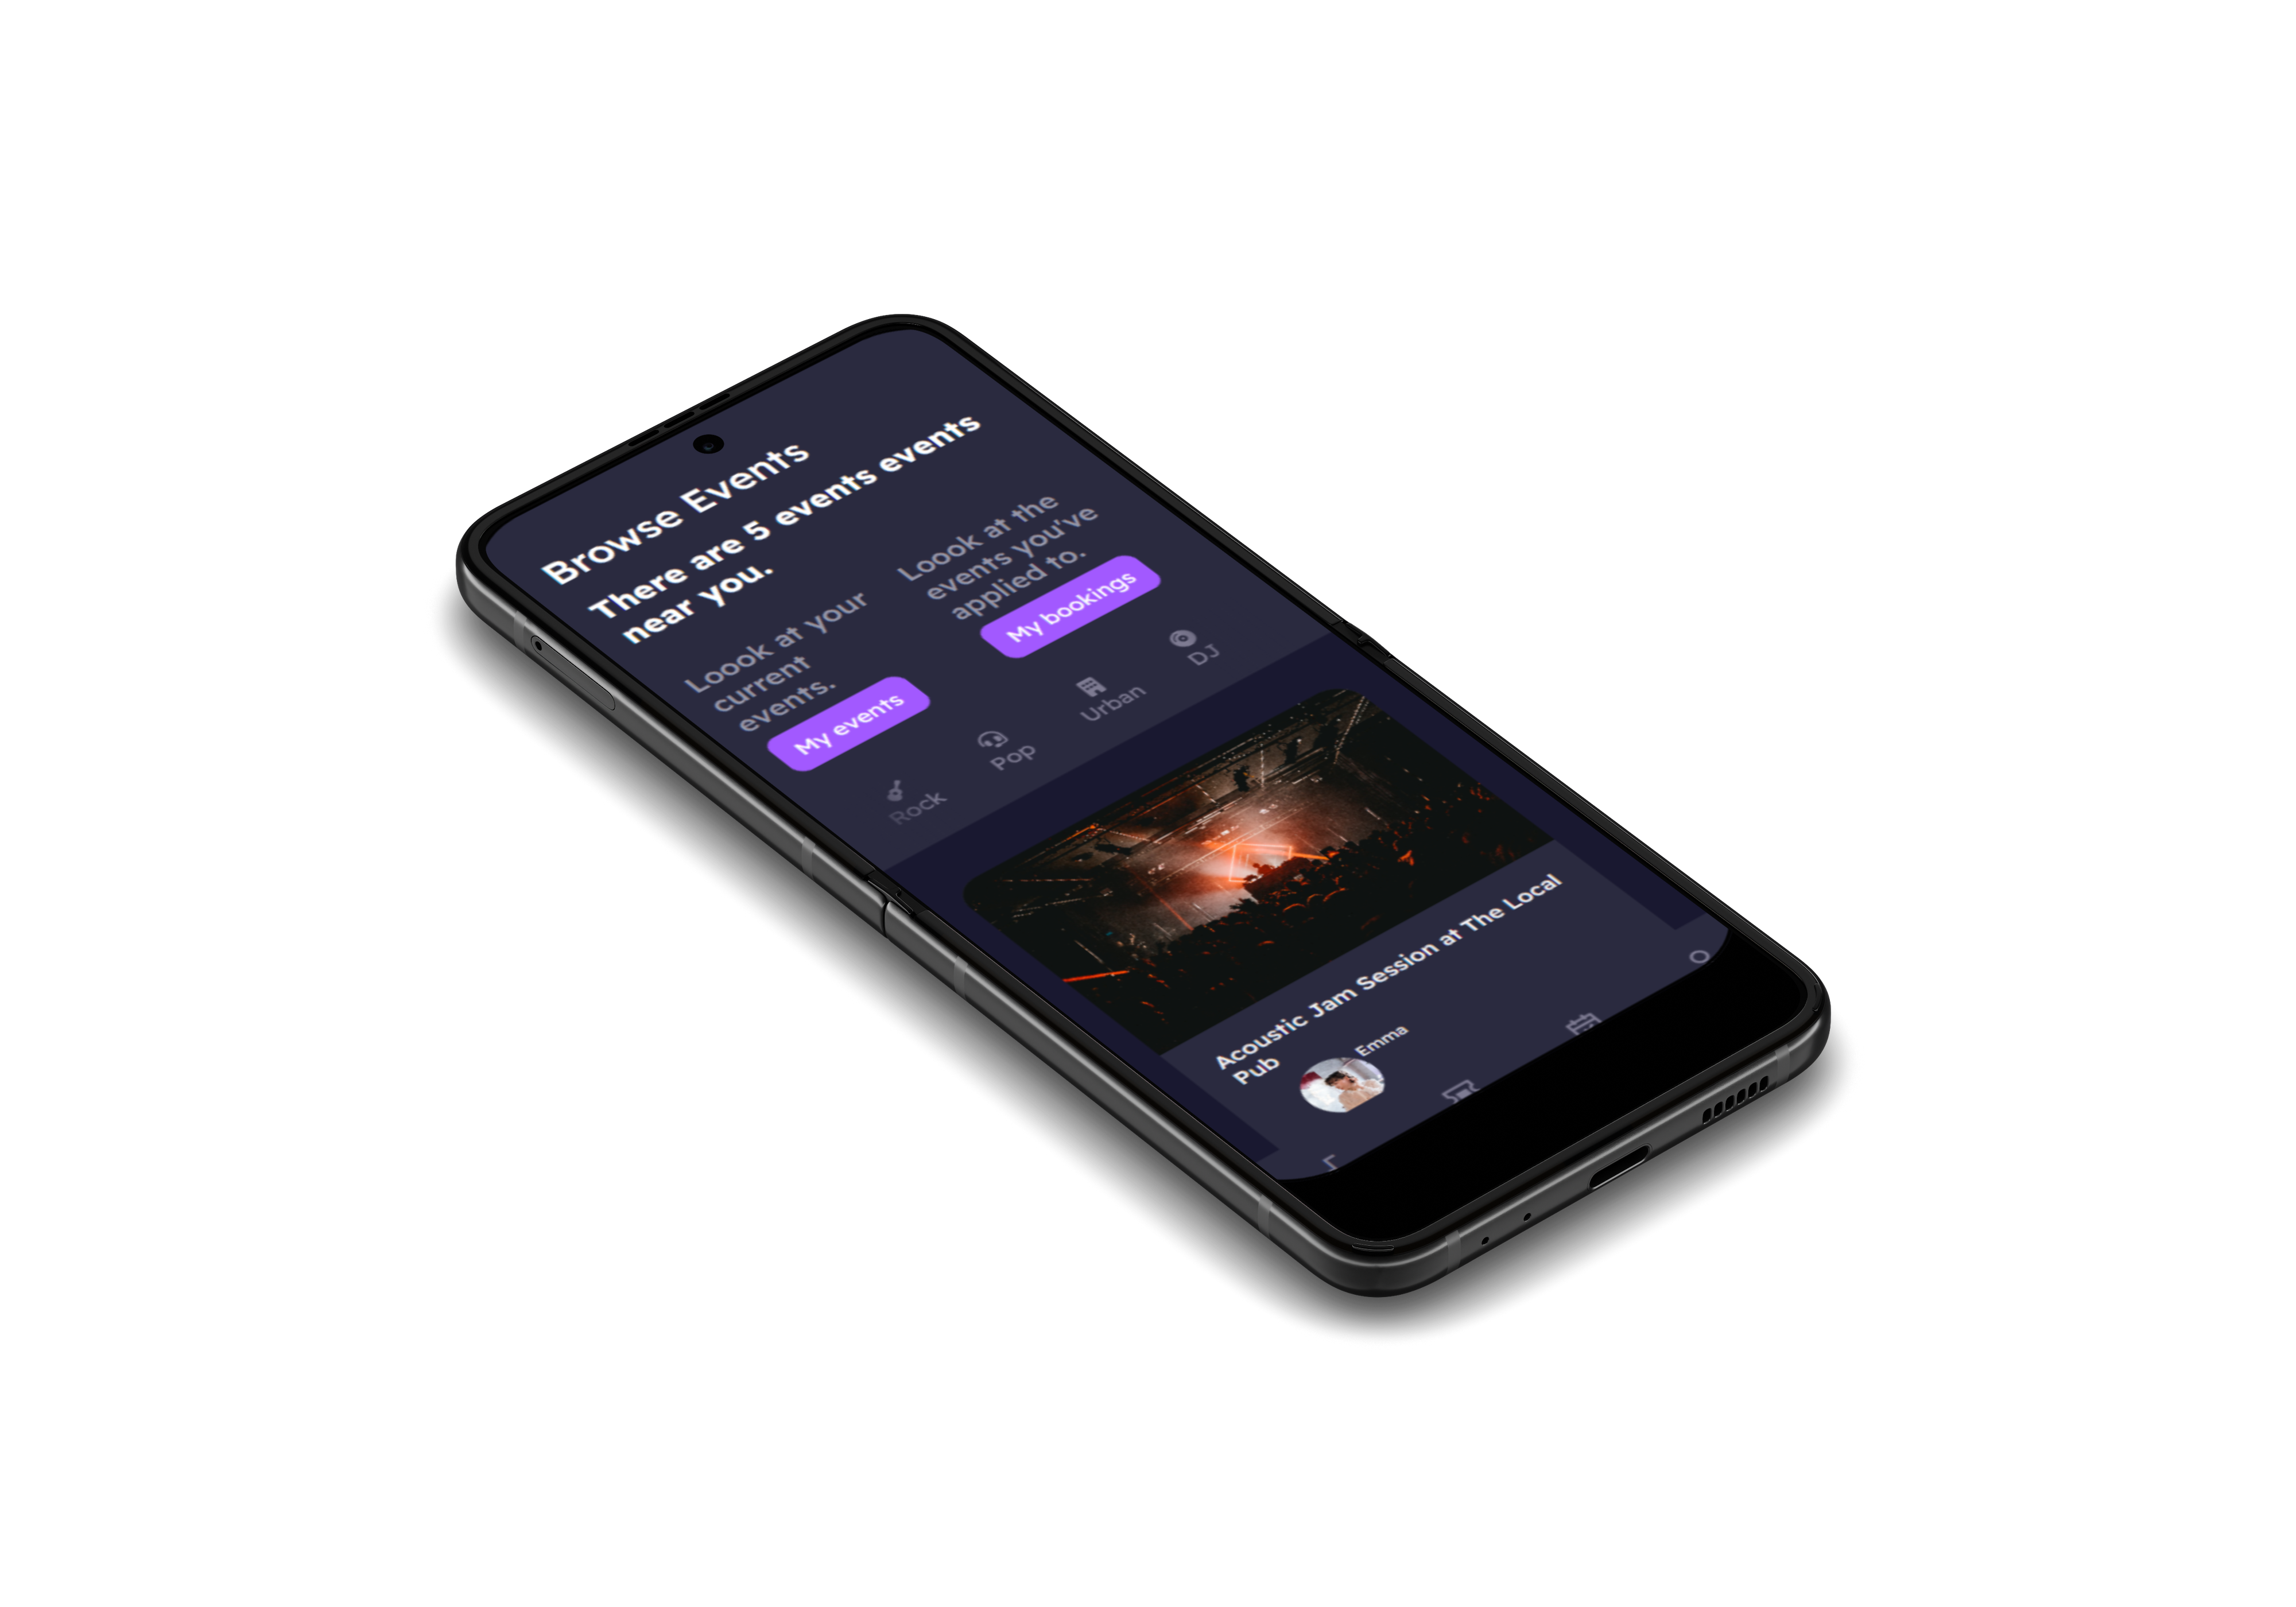 Browse Events
There are 5 events events
near you.
Loook at your
current
events.
My events
Loook at the
events you've
applied to.
My bookings
Rock
Pop
Urban
DJ
Acoustic Jam Session at The Local
Pub
Emma